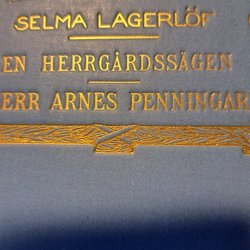 SELMA LAGERLÖF
EN HERRGÅRDSSÄGEN
ERR ARNES PENNINGAR